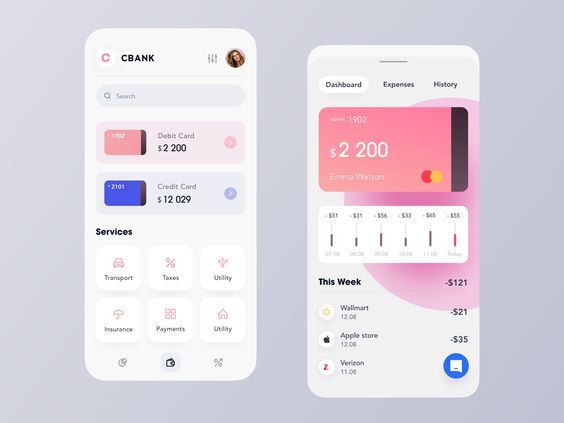 C CBANK
Search
* 1902
Debit Card
$ 2 200
* 2101
Credit Card
$ 12 029
Services
Transport
Taxes
Utility
Insurance
Payments
Utility
Dashboard
Expenses
History
**** 1902
$ 2 200
Emma Watson
- $51
- $31
- $56
- $33
- $65
- $55
07.08
08.08
09.08
10.08
11.08
Today
This Week
-$121
Wallmart
-$21
12.08
Apple store
-$35
12.08
Verizon
11.08